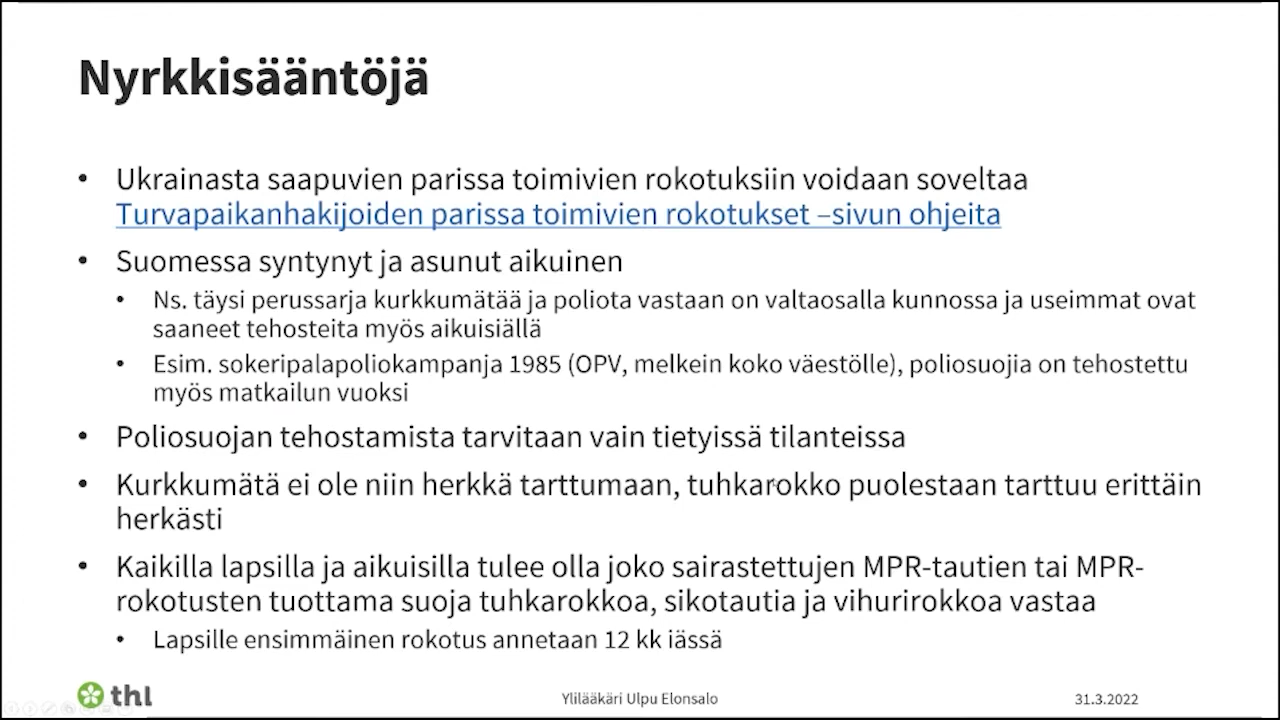 Nyrkkisääntöjä
• Ukrainasta saapuvien parissa toimivien rokotuksiin voidaan soveltaa
Turvapaikanhakijoiden parissa toimivien rokotukset –sivun ohjeita
• Suomessa syntynyt ja asunut aikuinen
• Ns. täysi perussarja kurkkumätää ja poliota vastaan on valtaosalla kunnossa ja useimmat ovat
saaneet tehosteita myös aikuisiällä
• Esim. sokeripalapoliokampanja 1985 (OPV, melkein koko väestölle), poliosuojia on tehostettu
myös matkailun vuoksi
• Poliosuojan tehostamista tarvitaan vain tietyissä tilanteissa
• Kurkkumätä ei ole niin herkkä tarttumaan, tuhkarokko puolestaan tarttuu erittäin
herkästi
• Kaikilla lapsilla ja aikuisilla tulee olla joko sairastettujen MPR-tautien tai MPR-
rokotusten tuottama suoja tuhkarokkoa, sikotautia ja vihurirokkoa vastaa
• Lapsille ensimmäinen rokotus annetaan 12 kk iässä
thl
Ylilääkäri Ulpu Elonsalo
31.3.2022